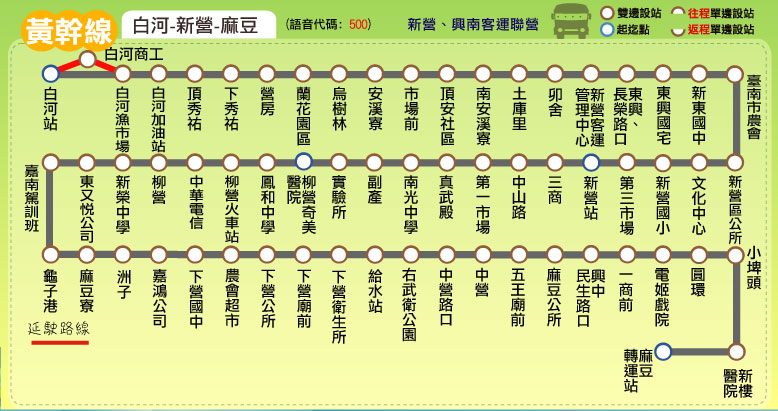 黃幹線 白河-新營-麻豆 (語音代碼: 500) 新營、興南客運聯營
雙邊設站 往程單邊設站
起迄點 返程單邊設站
白河商工
白河站
白河漁市場
白河加油站
頂秀祐
下秀祐
營房
蘭花園區
烏樹林
安溪寮
市場前
頂安社區
南安溪寮
土庫里
卯舍
新營客運
管理中心
東興、
長榮路口
東興國宅
新東國中
臺南市農會
新營區公所
文化中心
新營國小
第三市場
新營站
三商
中山路
第一市場
真武殿
南光中學
副產
實驗所
柳營奇美
醫院
鳳和中學
柳營火車站
中華電信
柳營
新榮中學
東又悅公司
嘉南駕訓班
龜子港
麻豆寮
洲子
嘉鴻公司
下營國中
農會超市
下營公所
下營廟前
下營衛生所
給水站
右武衛公園
中營路口
中營
五王廟前
麻豆公所
興中
民生路口
一商前
電姬戲院
圓環
小埤頭
新樓
醫院
麻豆
轉運站
延駛路線